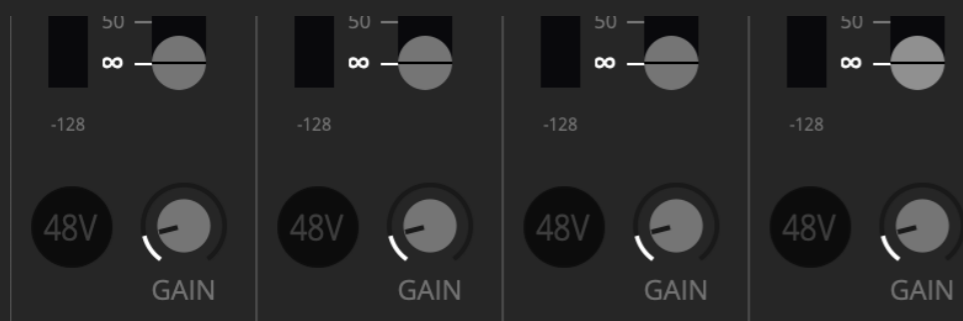 50 50 50 50
∞ ∞ ∞ ∞
-128 -128 -128 -128
48V 48V 48V 48V
GAIN GAIN GAIN GAIN